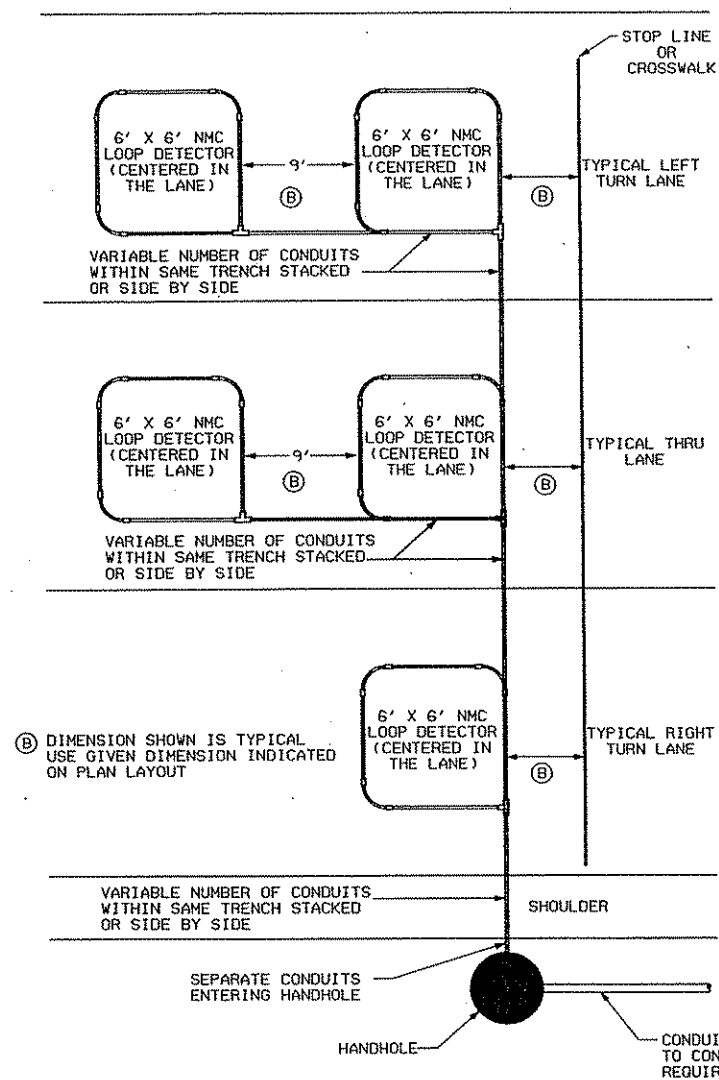 STOP LINE
OR
CROSSWALK
6' X 6' NMC
LOOP DETECTOR
(CENTERED IN
THE LANE)
9'
B
6' X 6' NMC
LOOP DETECTOR
(CENTERED IN
THE LANE)
B
TYPICAL LEFT
TURN LANE
VARIABLE NUMBER OF CONDUITS
WITHIN SAME TRENCH STACKED
OR SIDE BY SIDE
6' X 6' NMC
LOOP DETECTOR
(CENTERED IN
THE LANE)
9'
B
6' X 6' NMC
LOOP DETECTOR
(CENTERED IN
THE LANE)
B
TYPICAL THRU
LANE
VARIABLE NUMBER OF CONDUITS
WITHIN SAME TRENCH STACKED
OR SIDE BY SIDE
B DIMENSION SHOWN IS TYPICAL
USE GIVEN DIMENSION INDICATED
ON PLAN LAYOUT
6' X 6' NMC
LOOP DETECTOR
(CENTERED IN
THE LANE)
B
TYPICAL RIGHT
TURN LANE
VARIABLE NUMBER OF CONDUITS
WITHIN SAME TRENCH STACKED
OR SIDE BY SIDE
SHOULDER
SEPARATE CONDUITS
ENTERING HANDHOLE
HANDHOLE
TO